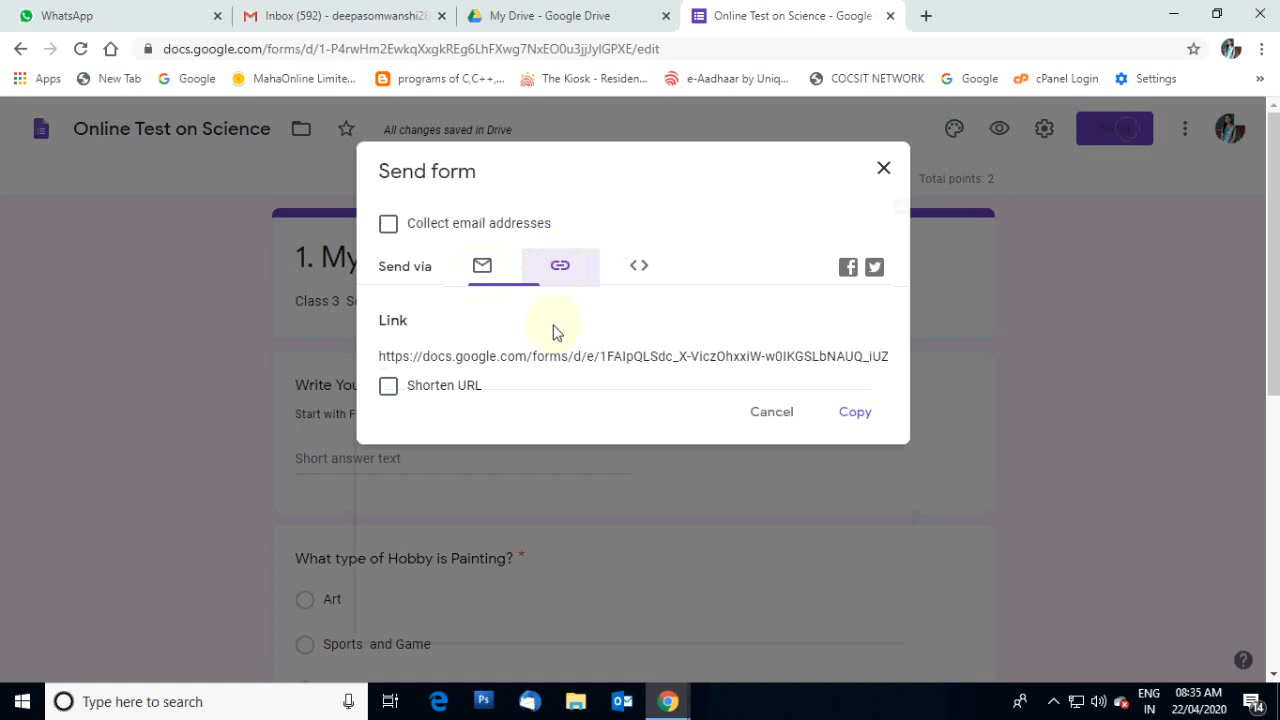 WhatsApp
Inbox (592) - deepasomwanshi28
My Drive - Google Drive
Online Test on Science - Google
docs.google.com/forms/d/1-P4rwHm2EwkqXxgkREg6LhFXwg7NxEO0u3jjJyIGPXE/edit
Apps
New Tab
Google
MahaOnline Limite...
programs of C,C++,...
The Kiosk - Residen...
e-Aadhaar by Uniq...
COCSIT NETWORK
Google
cPanel Login
Settings
»
Online Test on Science
All changes saved in Drive
Total points: 2
Send form
Collect email addresses
Send via
Link
https://docs.google.com/forms/d/e/1FAIpQLSdc_X-ViczOhxxiW-w0IKGSLbNAUQ_iUZ
Shorten URL
Cancel
Copy
1. My
Class 3 S
Write You
Start with F
Short answer text
What type of Hobby is Painting? *
Art
Sports and Game
Type here to search
ENG
IN
08:35 AM
22/04/2020
14